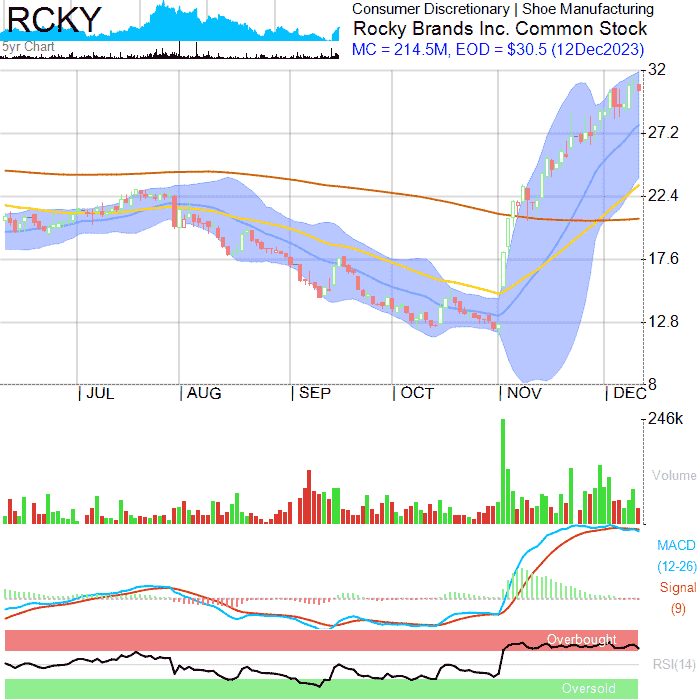 RCKY
5yr Chart
Consumer Discretionary | Shoe Manufacturing
Rocky Brands Inc. Common Stock
MC = 214.5M, EOD = $30.5 (12Dec2023)
32
27.2
22.4
17.6
12.8
8
|JUL |AUG |SEP |OCT |NOV |DEC
246k
Volume
MACD
(12-26)
Signal
(9)
Overbought
RSI(14)
Oversold